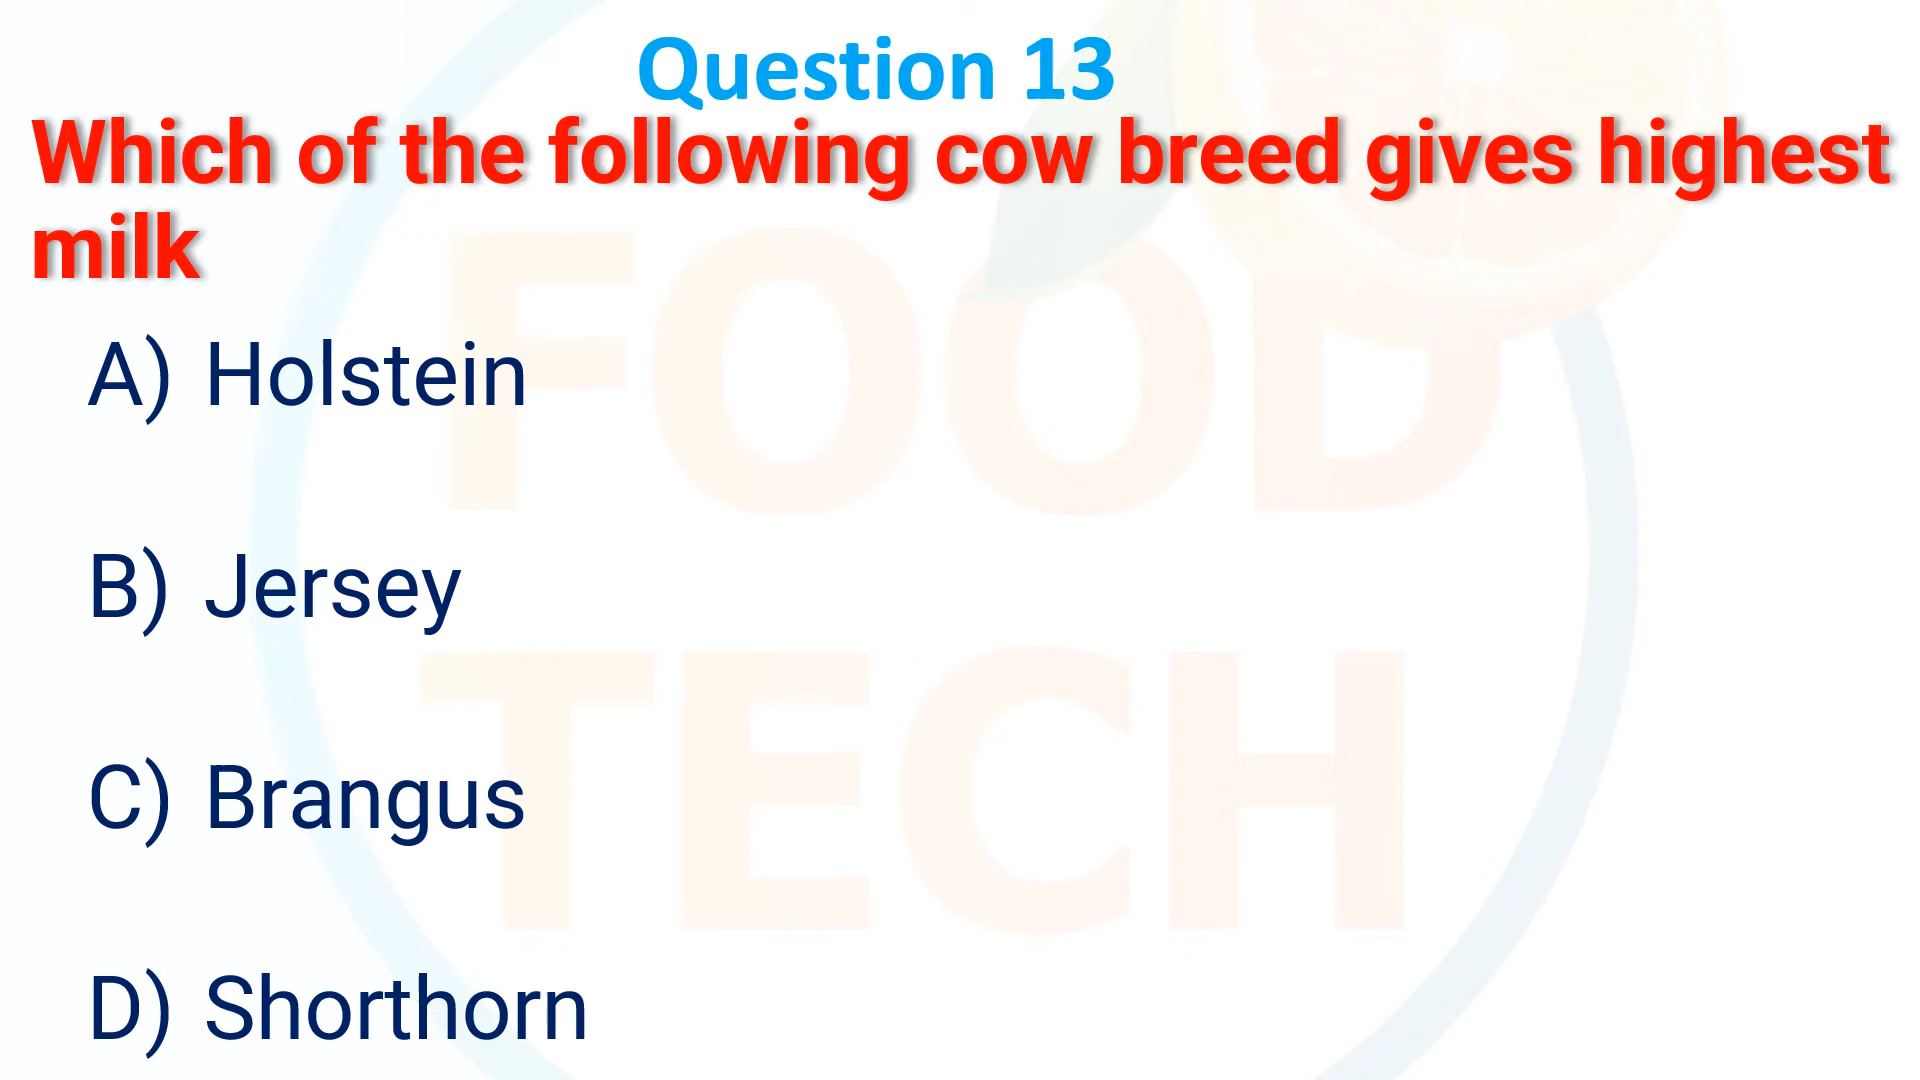 Question 13
Which of the following cow breed gives highest
milk
A) Holstein
FOOD
B) Jersey
TECH
C) Brangus
D) Shorthorn